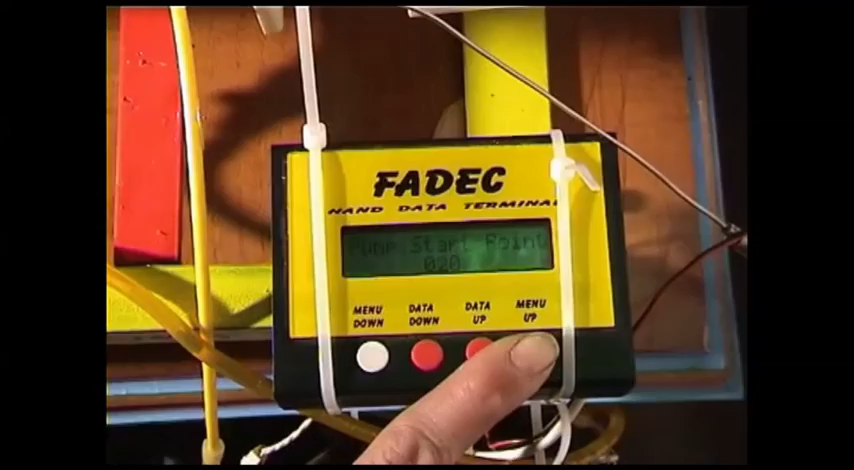 FADEC
HAND DATA TERMINAL
Pump Start Point
020
MENU DOWN
DATA DOWN
DATA UP
MENU UP